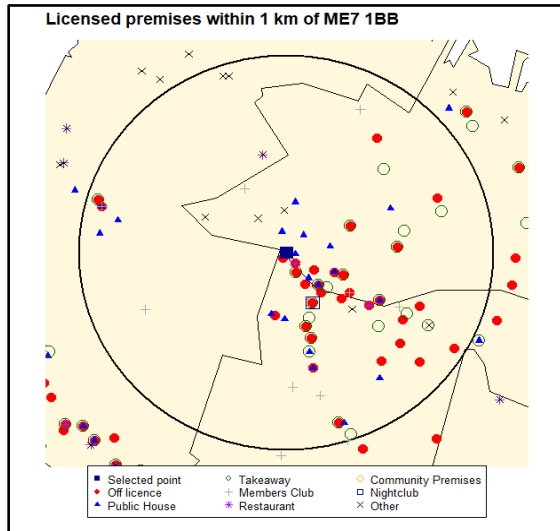 Licensed premises within 1 km of ME7 1BB
Selected point Takeaway Community Premises
Off licence Members Club Nightclub
Public House Restaurant Other